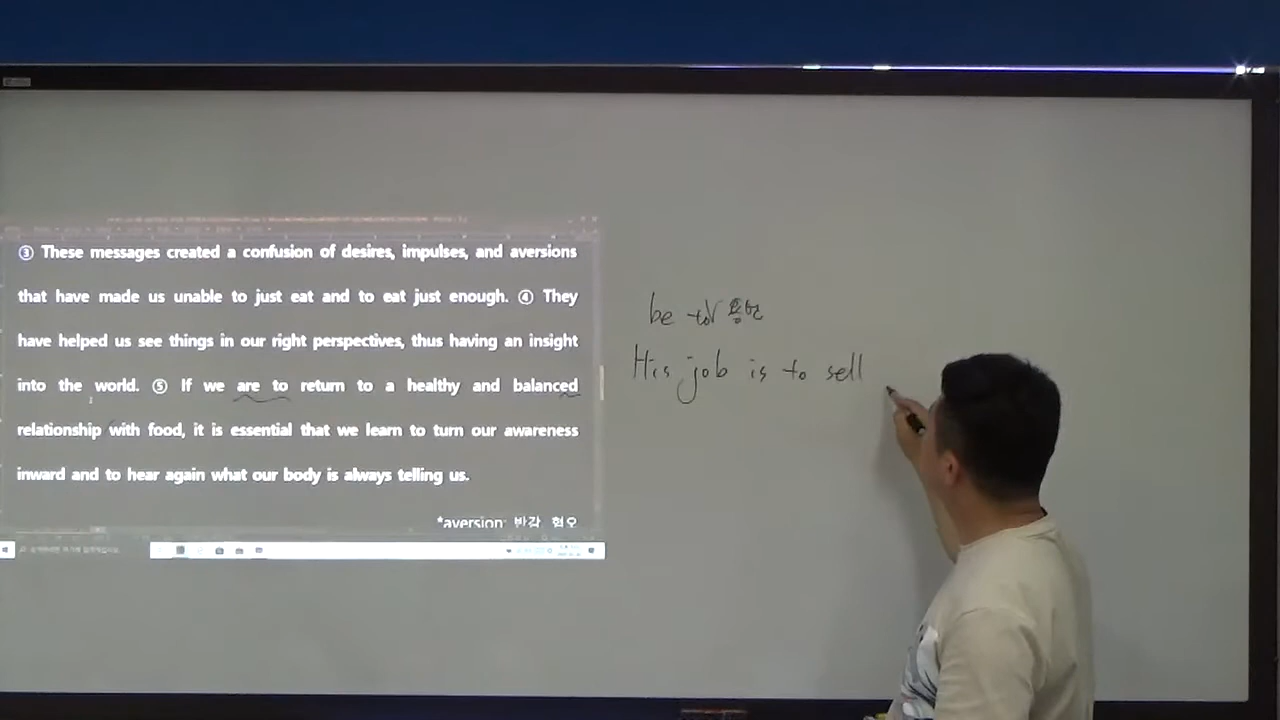 ③ These messages created a confusion of desires, impulses, and aversions
that have made us unable to just eat and to eat just enough. ④ They
have helped us see things in our right perspectives, thus having an insight
into the world. ⑤ If we are to return to a healthy and balanced
relationship with food, it is essential that we learn to turn our awareness
inward and to hear again what our body is always telling us.
*aversion: 반감, 혐오
be to용법
His job is to sell